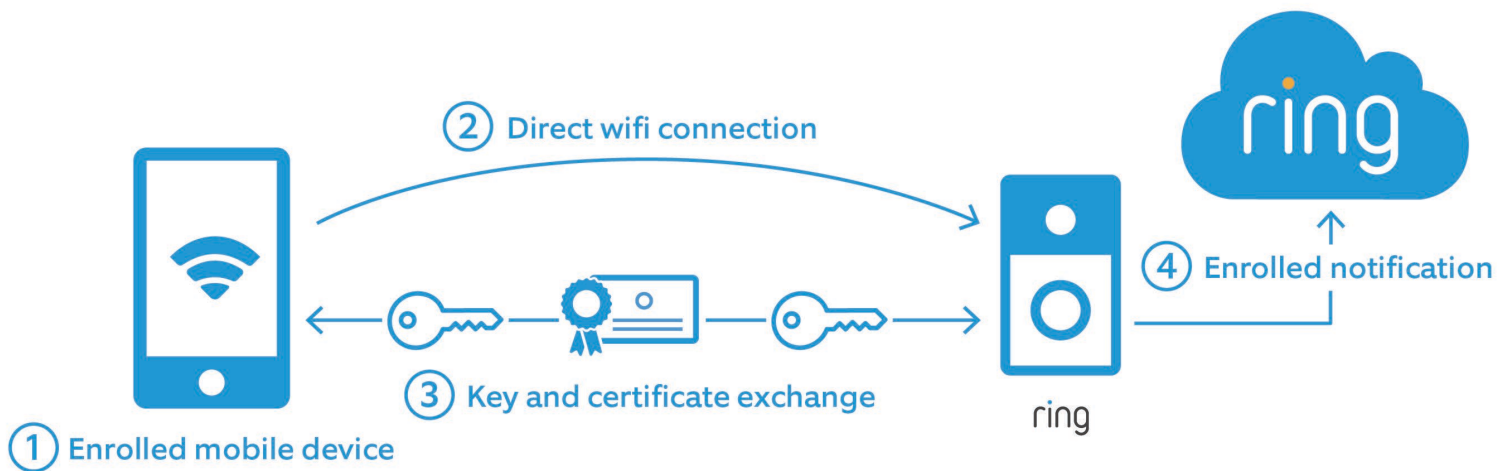 ring
② Direct wifi connection
④ Enrolled notification
③ Key and certificate exchange
ring
① Enrolled mobile device